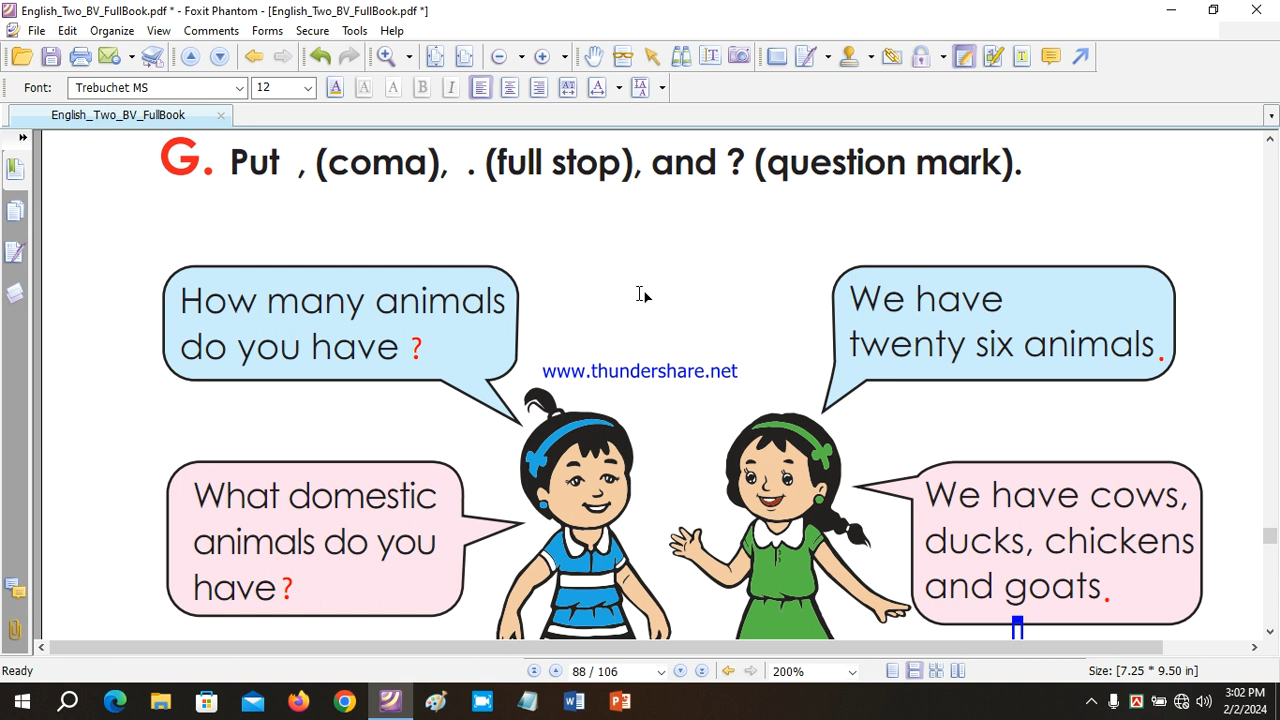 English_Two_BV_FullBook.pdf * - Foxit Phantom - [English_Two_BV_FullBook.pdf *]
File Edit Organize View Comments Forms Secure Tools Help
Font: Trebuchet MS 12
English_Two_BV_FullBook
G. Put , (coma), . (full stop), and ? (question mark).
How many animals
do you have ?
We have
twenty six animals.
www.thundershare.net
What domestic
animals do you
have?
We have cows,
ducks, chickens
and goats.
Ready
88 / 106
200%
Size: [7.25 * 9.50 in]
3:02 PM
2/2/2024